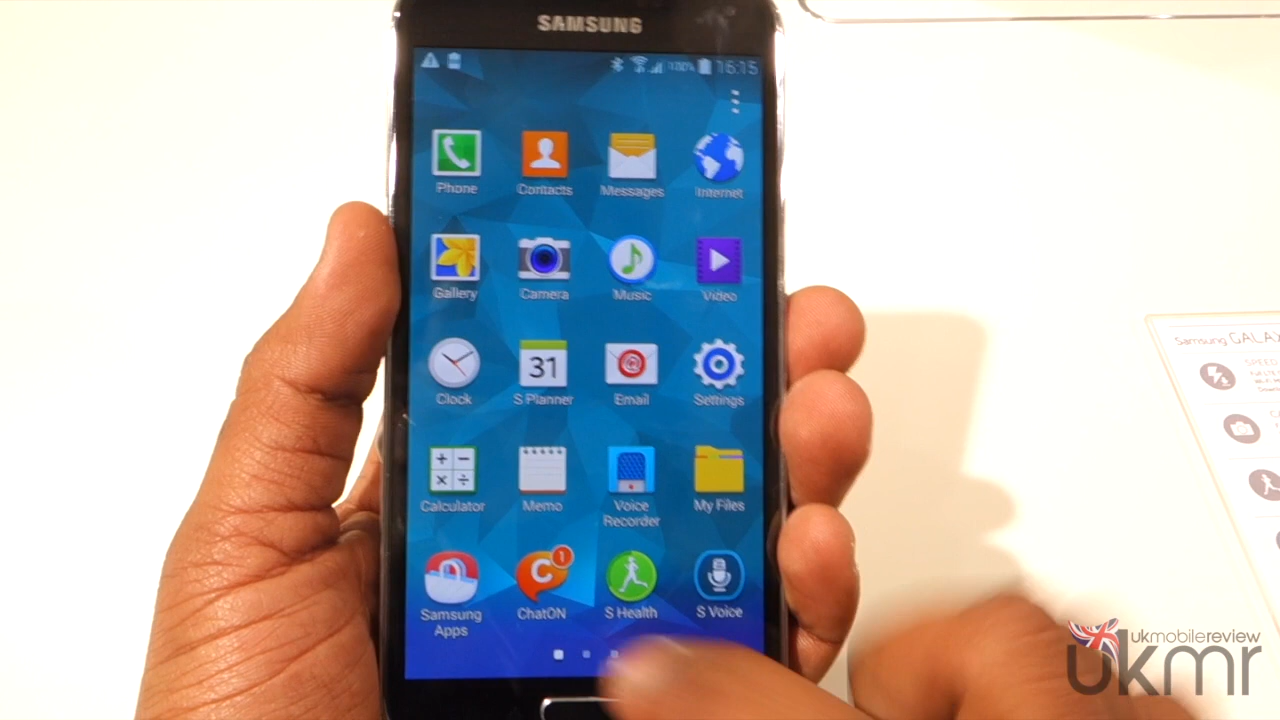 SAMSUNG
100% 16:15
Phone Contacts Messages Internet
Gallery Camera Music Video
31
Clock S Planner Email Settings
Calculator Memo Voice Recorder My Files
C 1
Samsung Apps ChatON S Health S Voice
Samsung GALAX
SPEED
ukmobilereview
ukmr